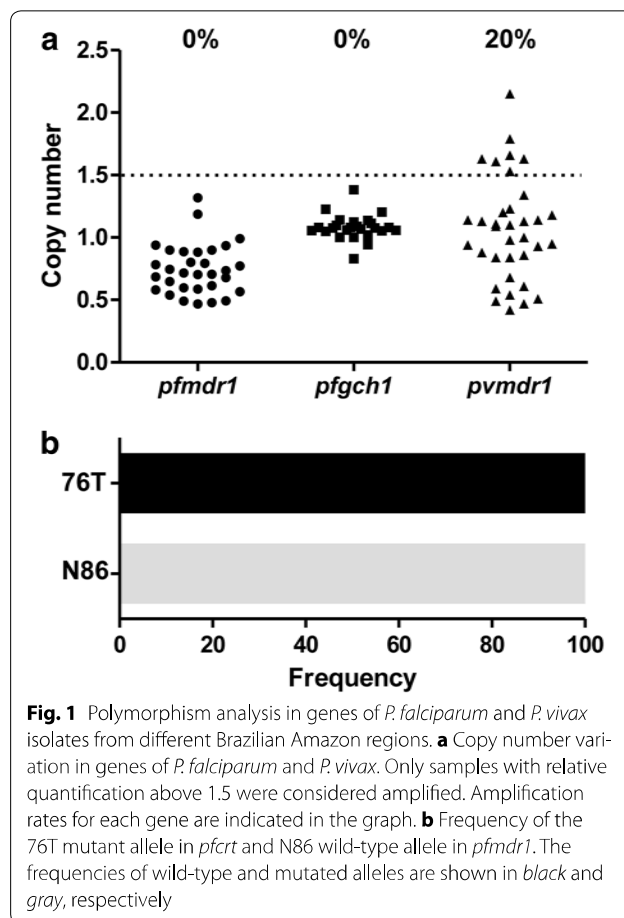 a 0% 0% 20%
2.5
2.0
1.5
1.0
0.5
0.0
Copy number
pfmdr1 pfgch1 pvmdr1
b
76T
N86
0 20 40 60 80 100
Frequency
Fig. 1 Polymorphism analysis in genes of P. falciparum and P. vivax
isolates from different Brazilian Amazon regions. a Copy number vari-
ation in genes of P. falciparum and P. vivax. Only samples with relative
quantification above 1.5 were considered amplified. Amplification
rates for each gene are indicated in the graph. b Frequency of the
76T mutant allele in pfcrt and N86 wild-type allele in pfmdr1. The
frequencies of wild-type and mutated alleles are shown in black and
gray, respectively